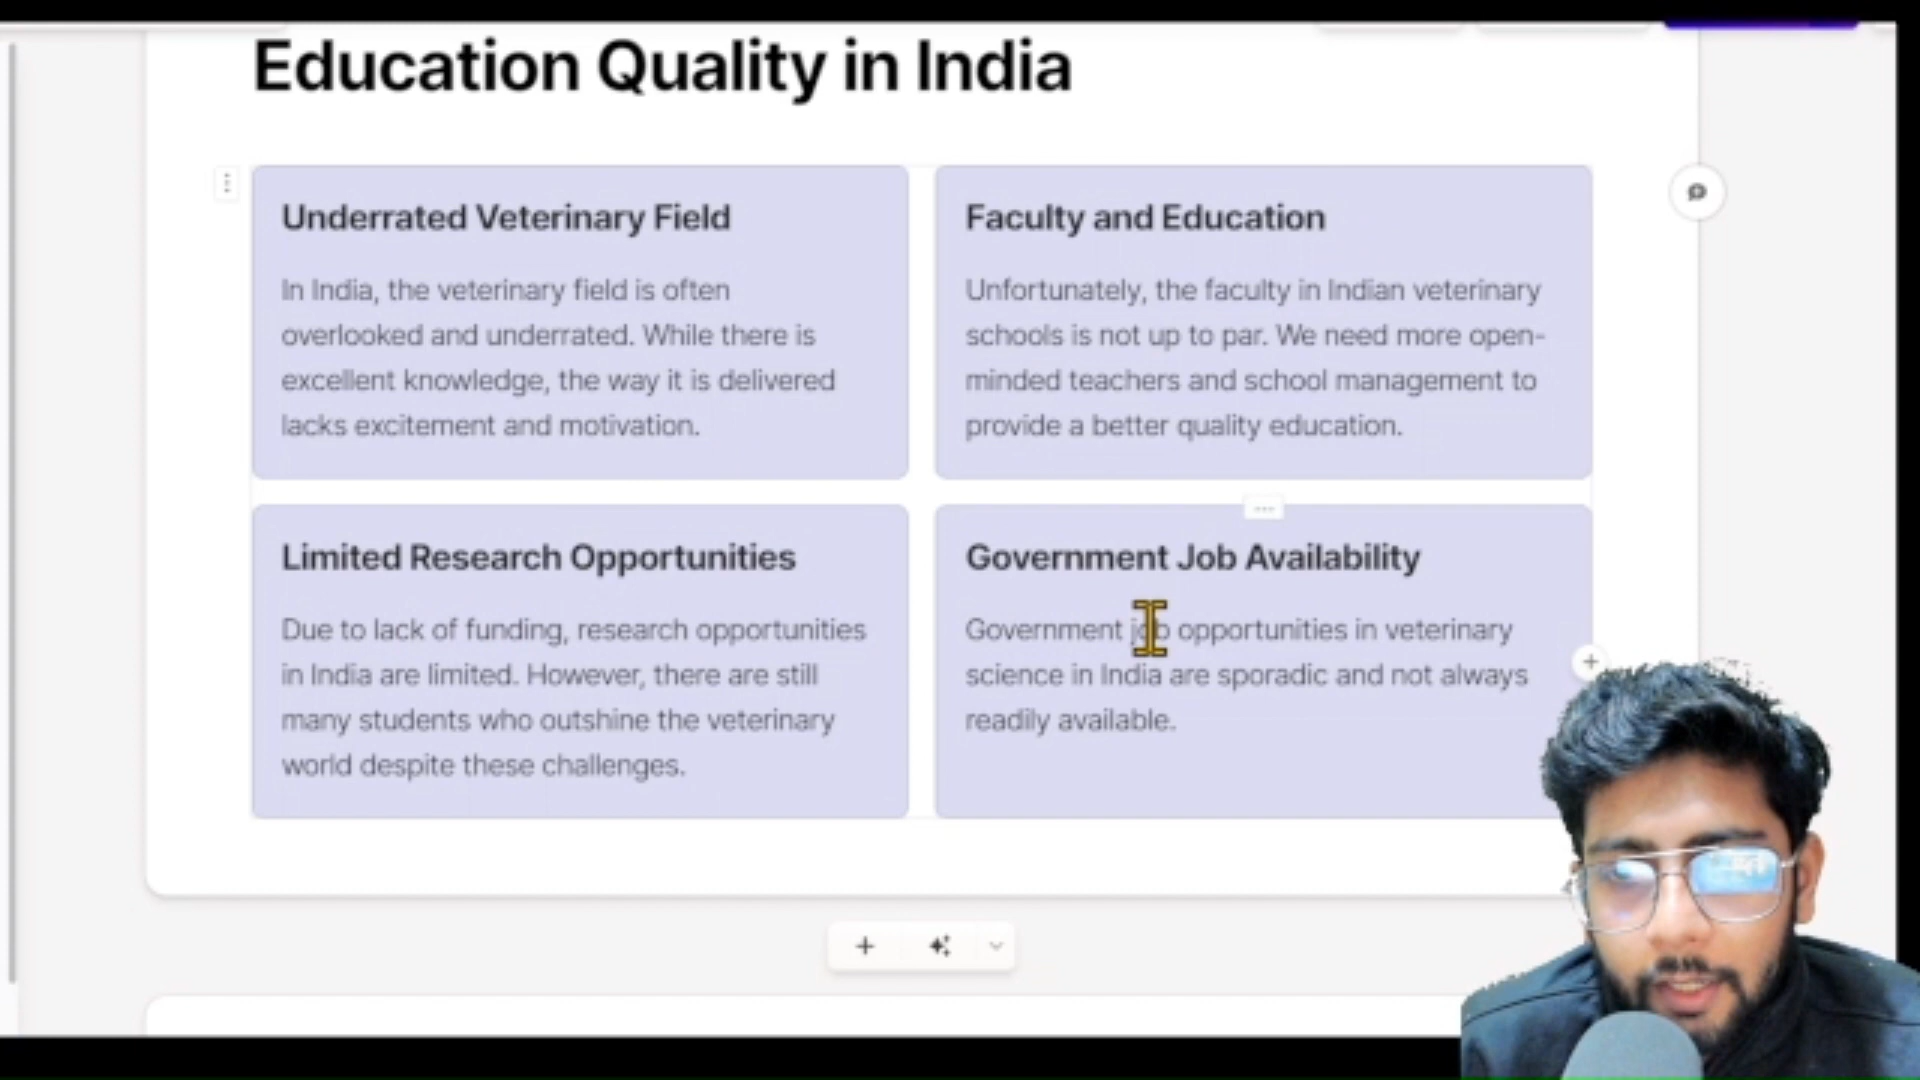 Education Quality in India
Underrated Veterinary Field
In India, the veterinary field is often
overlooked and underrated. While there is
excellent knowledge, the way it is delivered
lacks excitement and motivation.
Faculty and Education
Unfortunately, the faculty in Indian veterinary
schools is not up to par. We need more open-
minded teachers and school management to
provide a better quality education.
Limited Research Opportunities
Due to lack of funding, research opportunities
in India are limited. However, there are still
many students who outshine the veterinary
world despite these challenges.
Government Job Availability
Government job opportunities in veterinary
science in India are sporadic and not always
readily available.